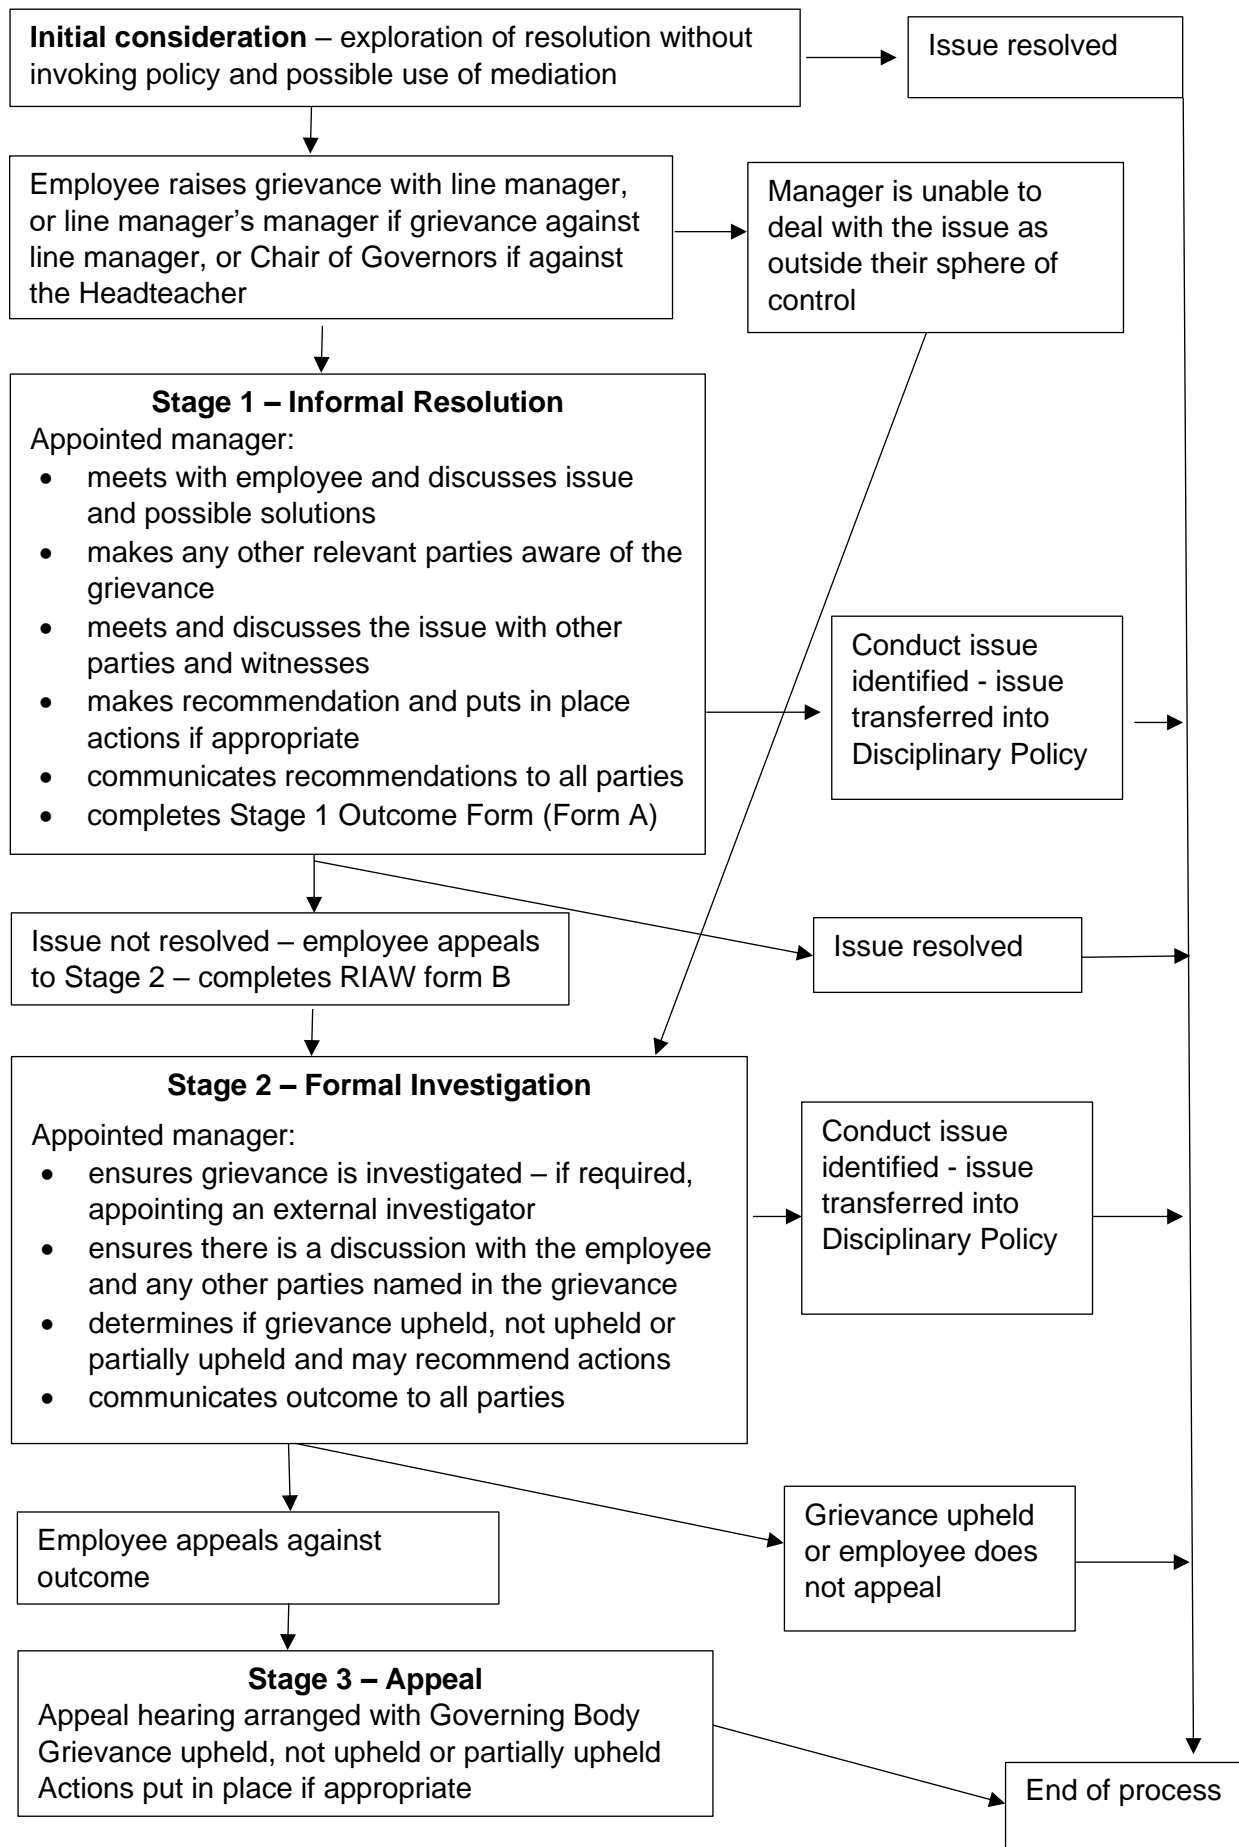 Initial consideration – exploration of resolution without
invoking policy and possible use of mediation
Issue resolved
Employee raises grievance with line manager,
or line manager’s manager if grievance against
line manager, or Chair of Governors if against
the Headteacher
Manager is unable to
deal with the issue as
outside their sphere of
control
Stage 1 – Informal Resolution
Appointed manager:
• meets with employee and discusses issue
and possible solutions
• makes any other relevant parties aware of the
grievance
• meets and discusses the issue with other
parties and witnesses
• makes recommendation and puts in place
actions if appropriate
• communicates recommendations to all parties
• completes Stage 1 Outcome Form (Form A)
Conduct issue
identified - issue
transferred into
Disciplinary Policy
Issue not resolved – employee appeals
to Stage 2 – completes RIAW form B
Issue resolved
Stage 2 – Formal Investigation
Appointed manager:
• ensures grievance is investigated – if required,
appointing an external investigator
• ensures there is a discussion with the employee
and any other parties named in the grievance
• determines if grievance upheld, not upheld or
partially upheld and may recommend actions
• communicates outcome to all parties
Conduct issue
identified - issue
transferred into
Disciplinary Policy
Employee appeals against
outcome
Grievance upheld
or employee does
not appeal
Stage 3 – Appeal
Appeal hearing arranged with Governing Body
Grievance upheld, not upheld or partially upheld
Actions put in place if appropriate
End of process